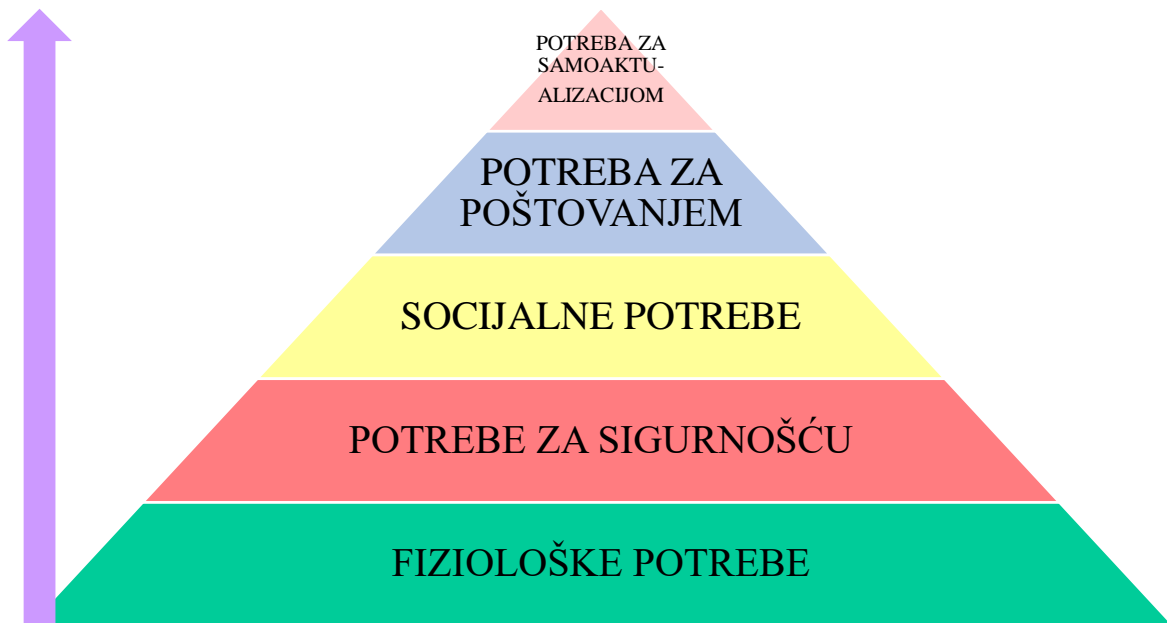 POTREBA ZA
SAMOAKTU-
ALIZACIJOM
POTREBA ZA
POŠTOVANJEM
SOCIJALNE POTREBE
POTREBE ZA SIGURNOŠĆU
FIZIOLOŠKE POTREBE